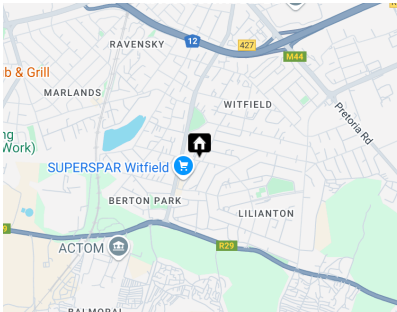 RAVENSKY
12
427
M44
b & Grill
MARLANDS
WITFIELD
Pretoria Rd
ng
Work)
SUPERSPAR Witfield
BERTON PARK
LILIANTON
9
R29
ACTOM
BALMORAL